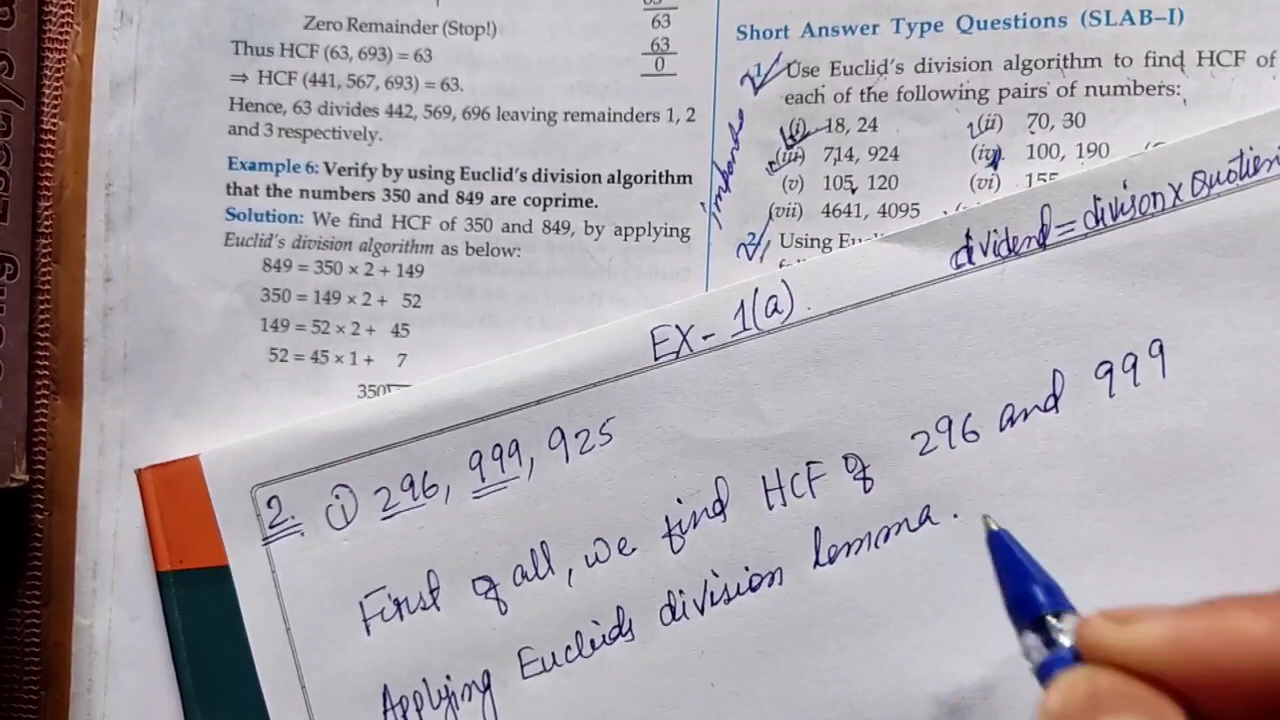 Zero Remainder (Stop!)
Thus HCF (63, 693) = 63
⇒ HCF (441, 567, 693) = 63.
Hence, 63 divides 442, 569, 696 leaving remainders 1, 2
and 3 respectively.
Example 6: Verify by using Euclid's division algorithm
that the numbers 350 and 849 are coprime.
Solution: We find HCF of 350 and 849, by applying
Euclid's division algorithm as below:
849 = 350 × 2 + 149
350 = 149 × 2 + 52
149 = 52 × 2 + 45
52 = 45 × 1 + 7
350
63
63
0
Short Answer Type Questions (SLAB–I)
1. Use Euclid's division algorithm to find HCF of
each of the following pairs of numbers:
(i) 18, 24 (ii) 70, 30
(iii) 714, 924 (iv) 100, 190
(v) 105, 120 (vi) 155
(vii) 4641, 4095
2. Using
dividend = divison × Quotien
EX - 1(a).
2. (i) 296, 999, 925
First of all, we find HCF of 296 and 999
Applying Euclids division lemma.